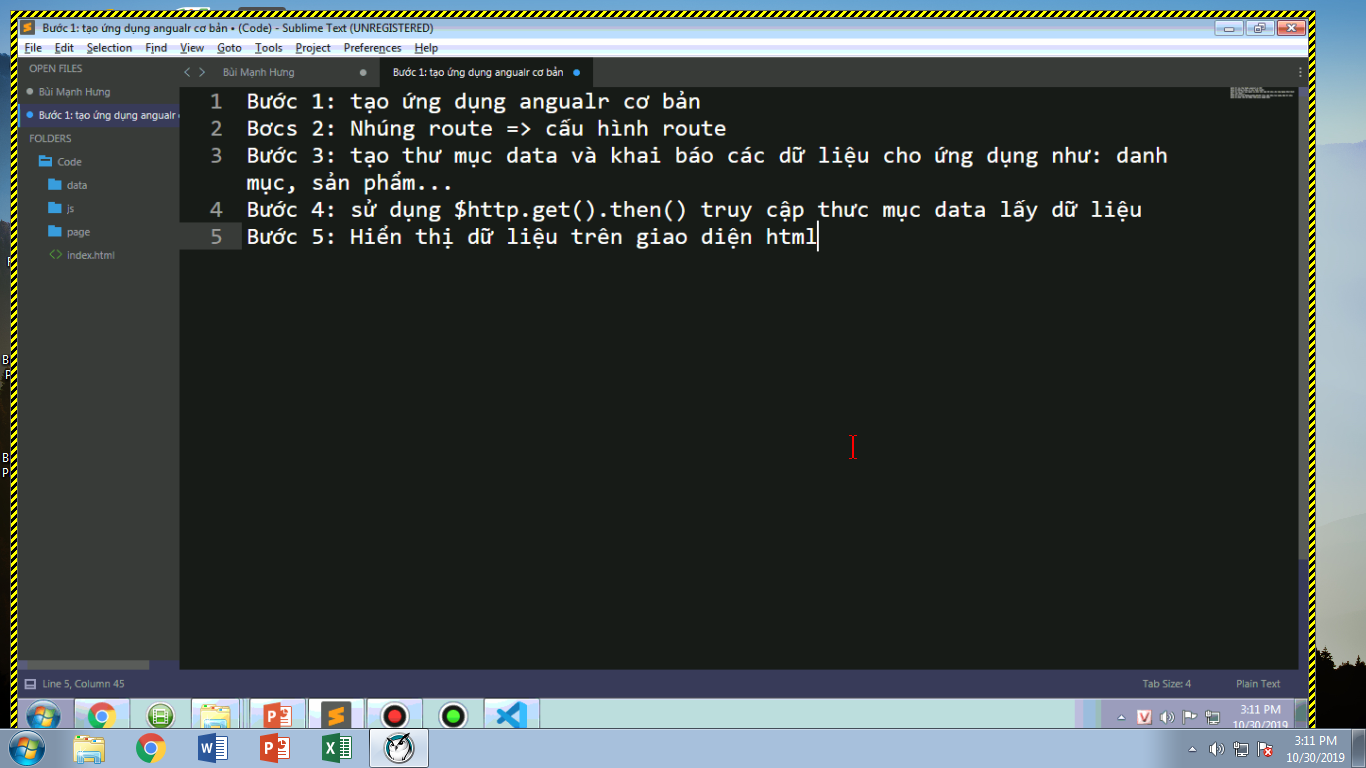 Bước 1: tạo ứng dụng angualr cơ bản • (Code) - Sublime Text (UNREGISTERED)
File Edit Selection Find View Goto Tools Project Preferences Help
OPEN FILES
Bùi Mạnh Hưng
Bước 1: tạo ứng dụng angualr
FOLDERS
Code
data
js
page
index.html
Bùi Mạnh Hưng
Bước 1: tạo ứng dụng angualr cơ bản
1 Bước 1: tạo ứng dụng angualr cơ bản
2 Bơcs 2: Nhúng route => cấu hình route
3 Bước 3: tạo thư mục data và khai báo các dữ liệu cho ứng dụng như: danh
mục, sản phẩm...
4 Bước 4: sử dụng $http.get().then() truy cập thưc mục data lấy dữ liệu
5 Bước 5: Hiển thị dữ liệu trên giao diện html
Line 5, Column 45
Tab Size: 4
Plain Text
3:11 PM
10/30/2019
3:11 PM
10/30/2019